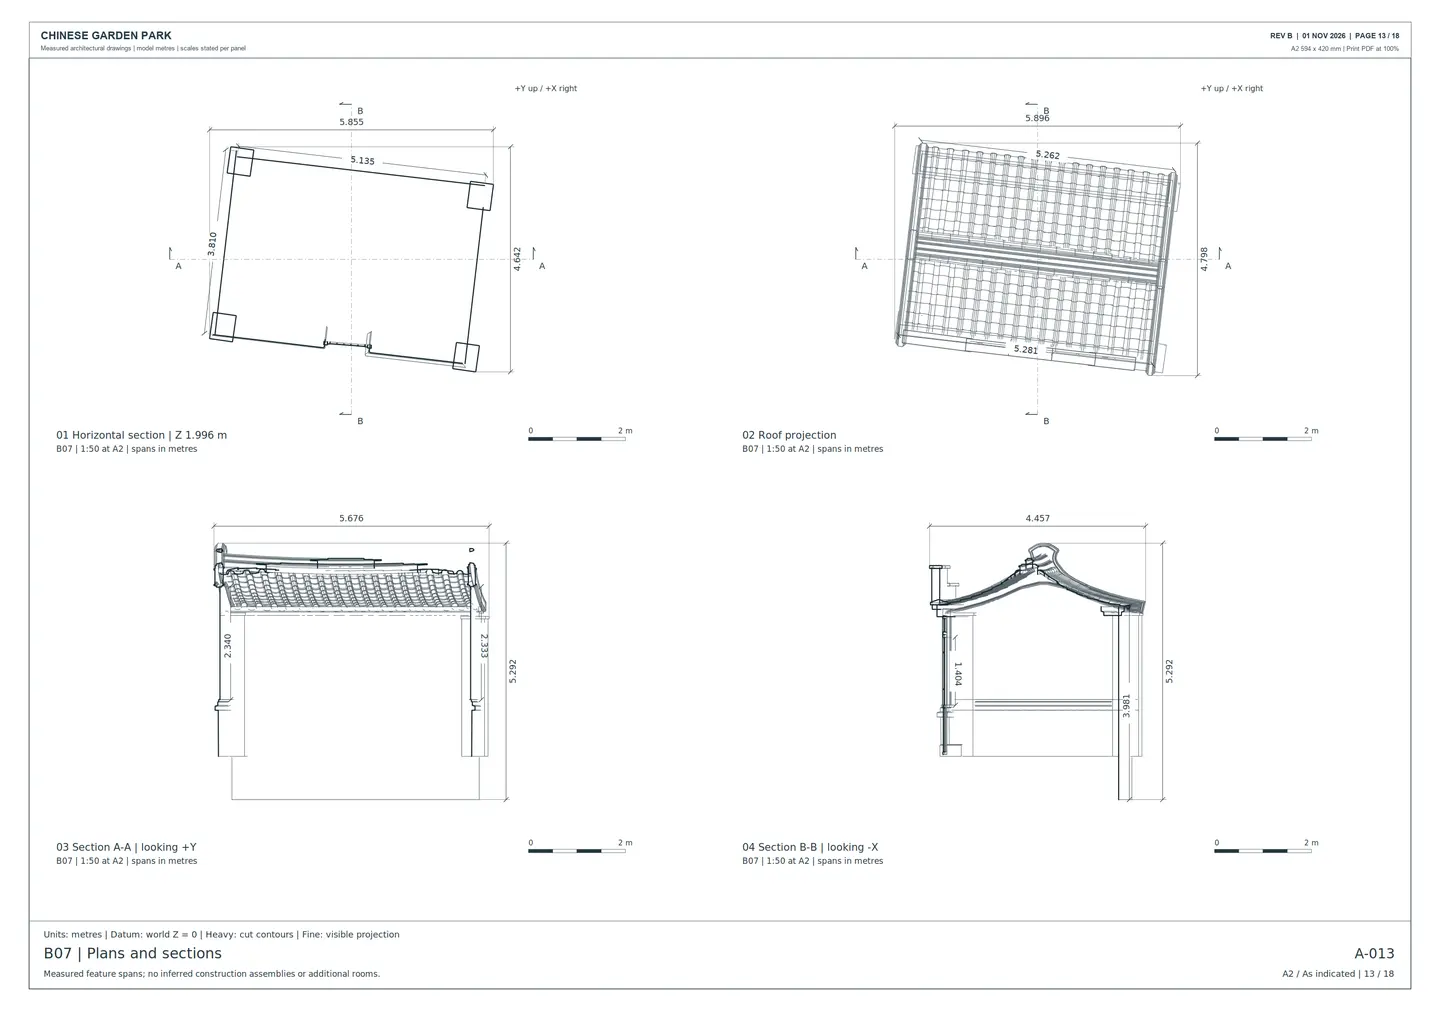 CHINESE GARDEN PARK
REV B | 01 NOV 2026 | PAGE 13 / 18
Measured architectural drawings | model metres | scales stated per panel
A2 594 x 420 mm | Print PDF at 100%
+Y up / +X right
B
5.855
5.135
3.810
4.642
A
A
B
01 Horizontal section | Z 1.996 m
B07 | 1:50 at A2 | spans in metres
0
2 m
+Y up / +X right
B
5.896
5.262
4.798
A
A
5.281
B
02 Roof projection
B07 | 1:50 at A2 | spans in metres
0
2 m
5.676
2.340
2.333
5.292
03 Section A-A | looking +Y
B07 | 1:50 at A2 | spans in metres
0
2 m
4.457
1.404
3.981
5.292
04 Section B-B | looking -X
B07 | 1:50 at A2 | spans in metres
0
2 m
Units: metres | Datum: world Z = 0 | Heavy: cut contours | Fine: visible projection
B07 | Plans and sections
A-013
Measured feature spans; no inferred construction assemblies or additional rooms.
A2 / As indicated | 13 / 18